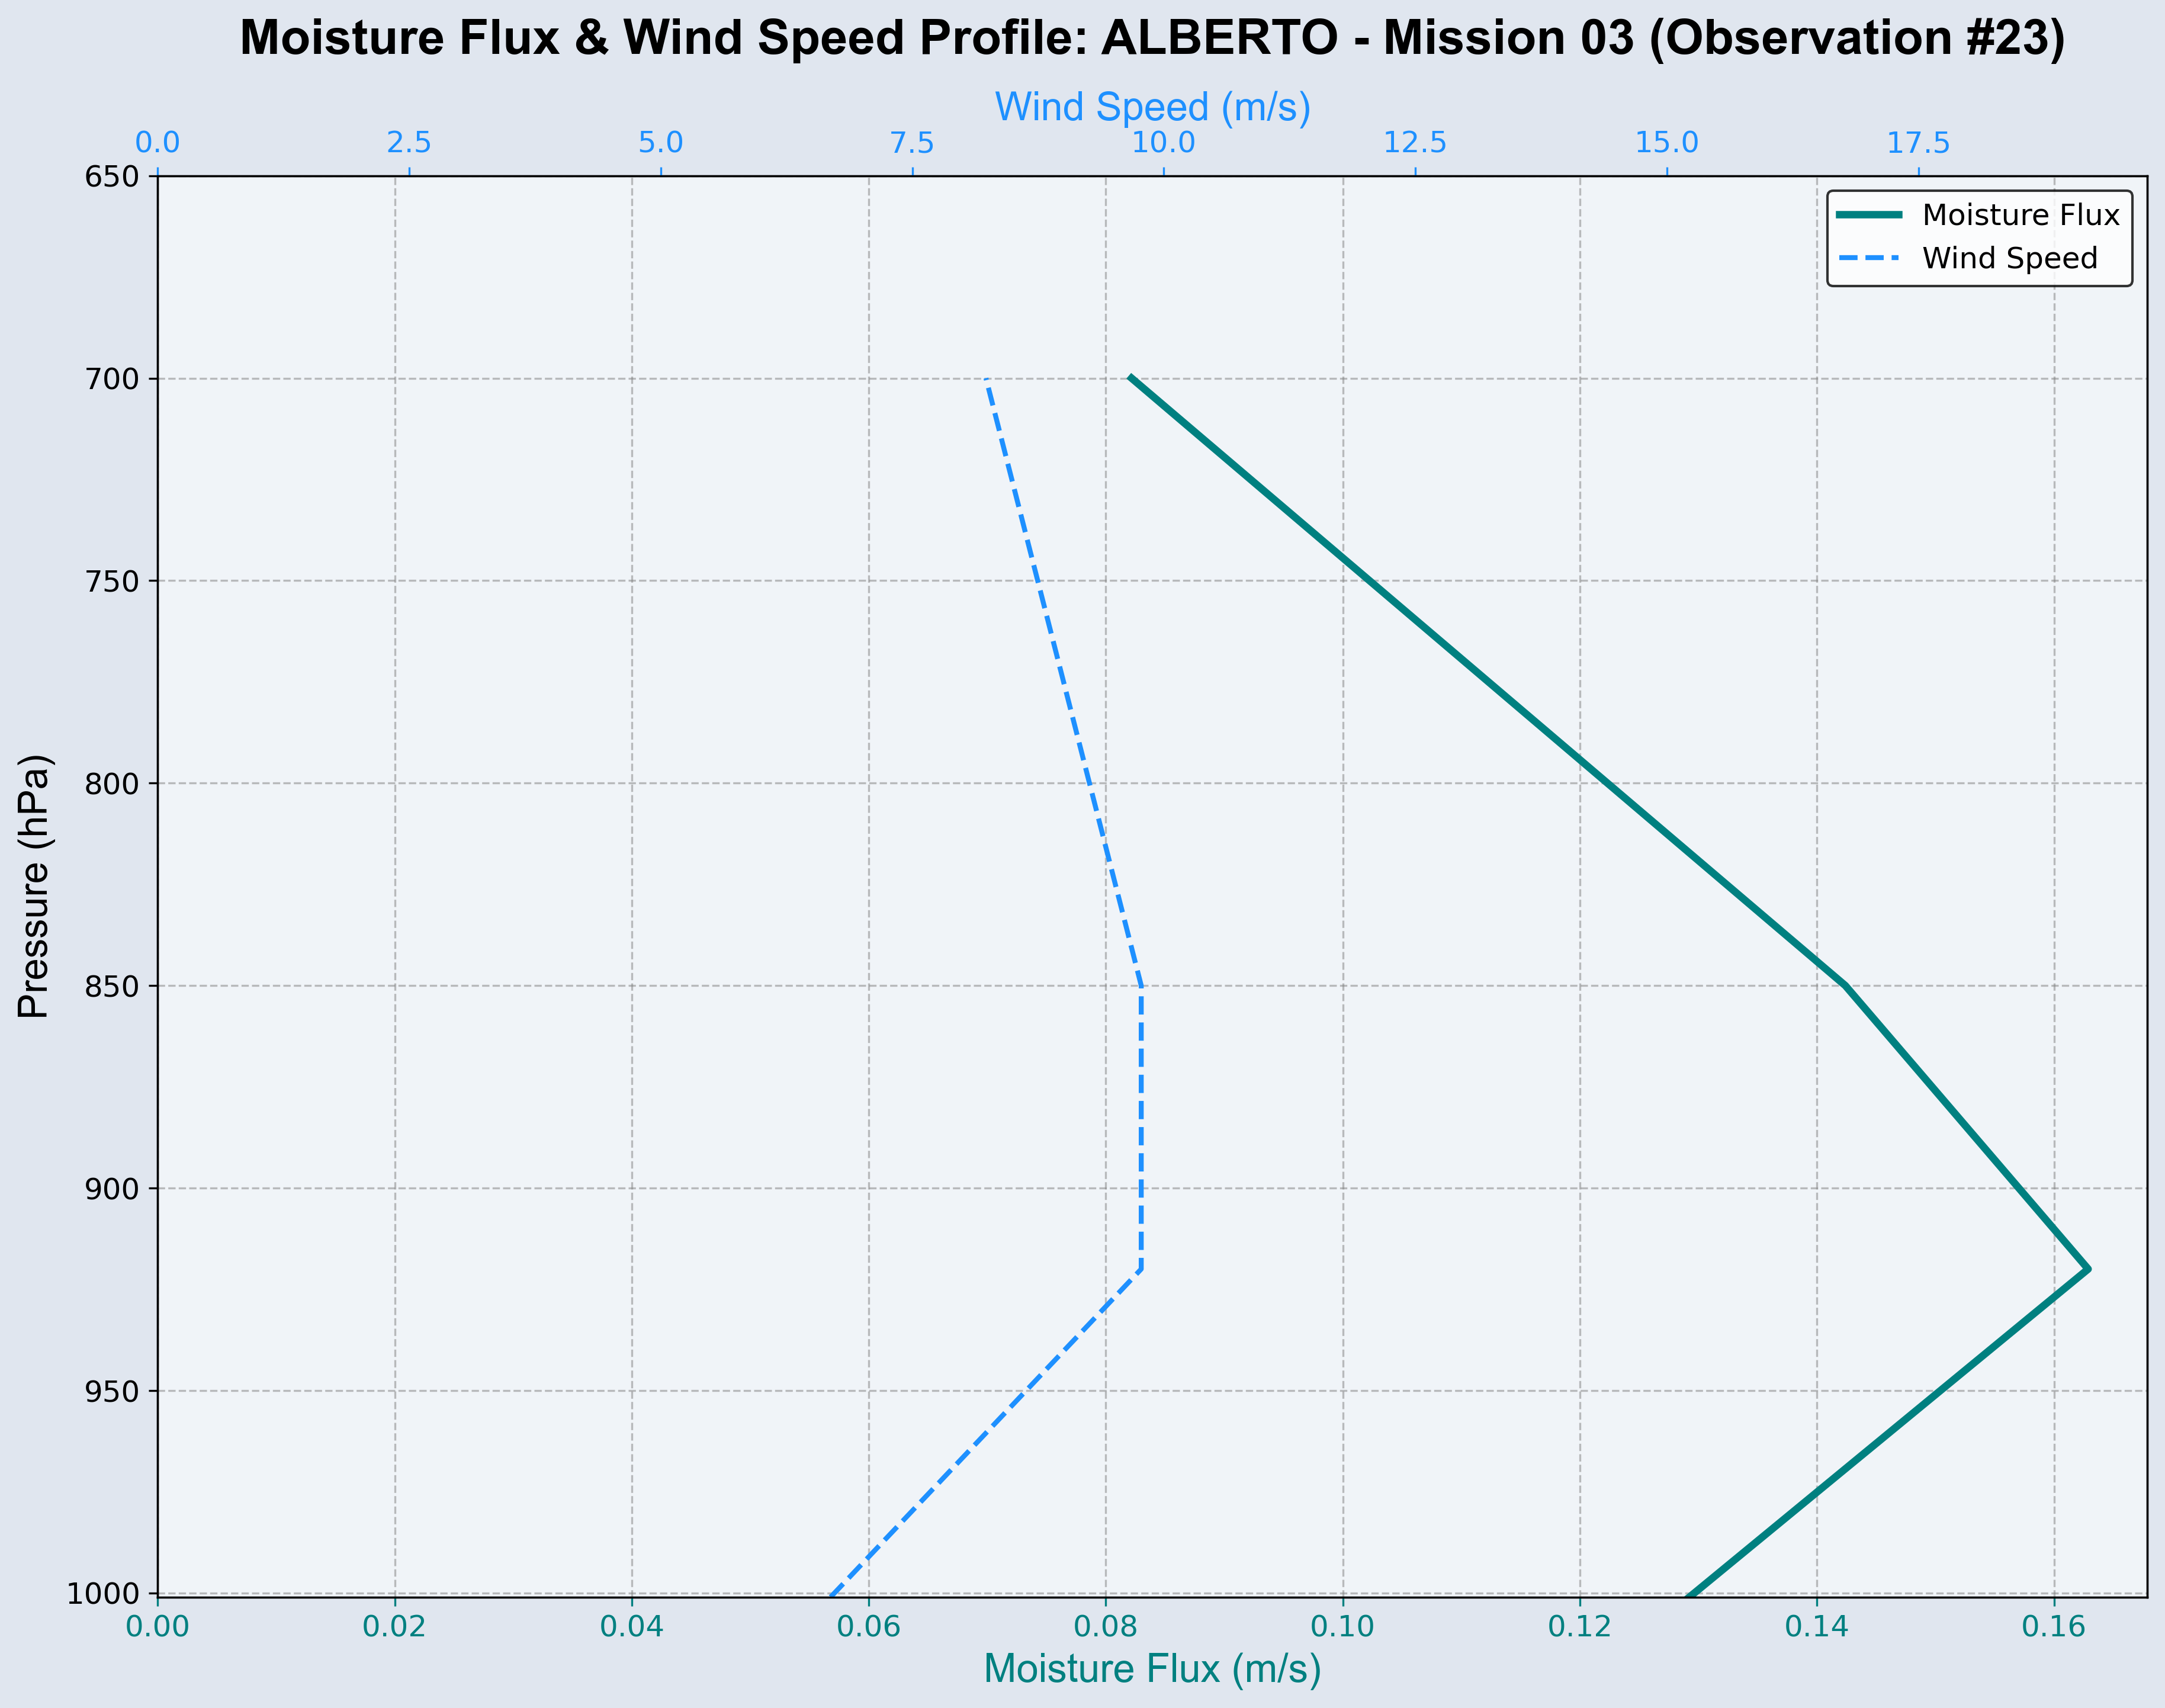 Moisture Flux & Wind Speed Profile: ALBERTO - Mission 03 (Observation #23)
Wind Speed (m/s)
0.0 2.5 5.0 7.5 10.0 12.5 15.0 17.5
Moisture Flux
Wind Speed
Pressure (hPa)
650
700
750
800
850
900
950
1000
0.00 0.02 0.04 0.06 0.08 0.10 0.12 0.14 0.16
Moisture Flux (m/s)